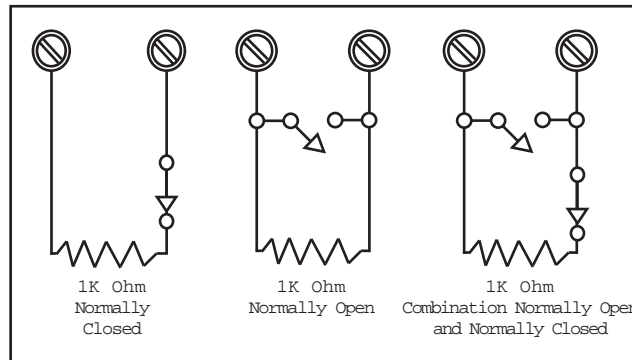 1K Ohm
Normally
Closed
1K Ohm
Normally Open
1K Ohm
Combination Normally Open
and Normally Closed